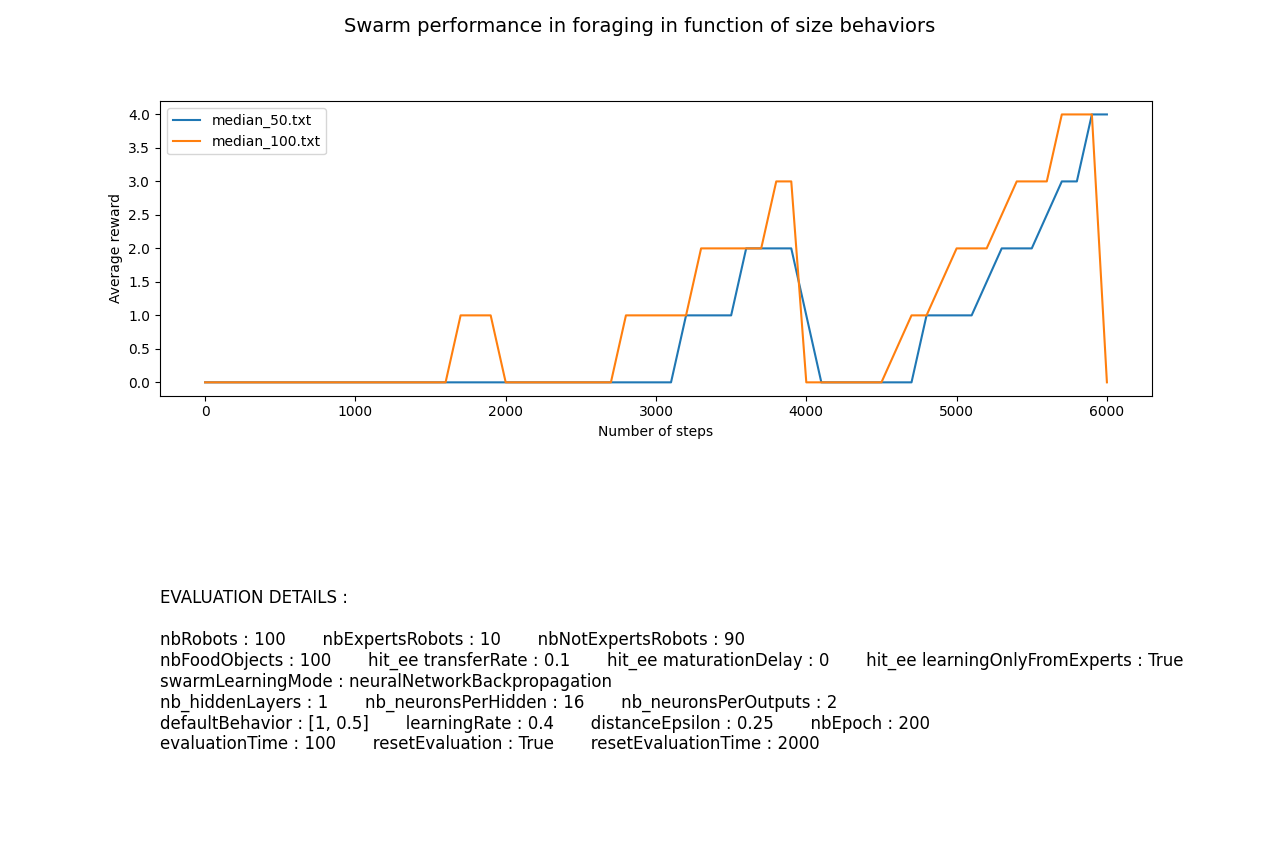 Swarm performance in foraging in function of size behaviors
median_50.txt
median_100.txt
Average reward
4.0
3.5
3.0
2.5
2.0
1.5
1.0
0.5
0.0
0 1000 2000 3000 4000 5000 6000
Number of steps
EVALUATION DETAILS :
nbRobots : 100 nbExpertsRobots : 10 nbNotExpertsRobots : 90
nbFoodObjects : 100 hit_ee transferRate : 0.1 hit_ee maturationDelay : 0 hit_ee learningOnlyFromExperts : True
swarmLearningMode : neuralNetworkBackpropagation
nb_hiddenLayers : 1 nb_neuronsPerHidden : 16 nb_neuronsPerOutputs : 2
defaultBehavior : [1, 0.5] learningRate : 0.4 distanceEpsilon : 0.25 nbEpoch : 200
evaluationTime : 100 resetEvaluation : True resetEvaluationTime : 2000